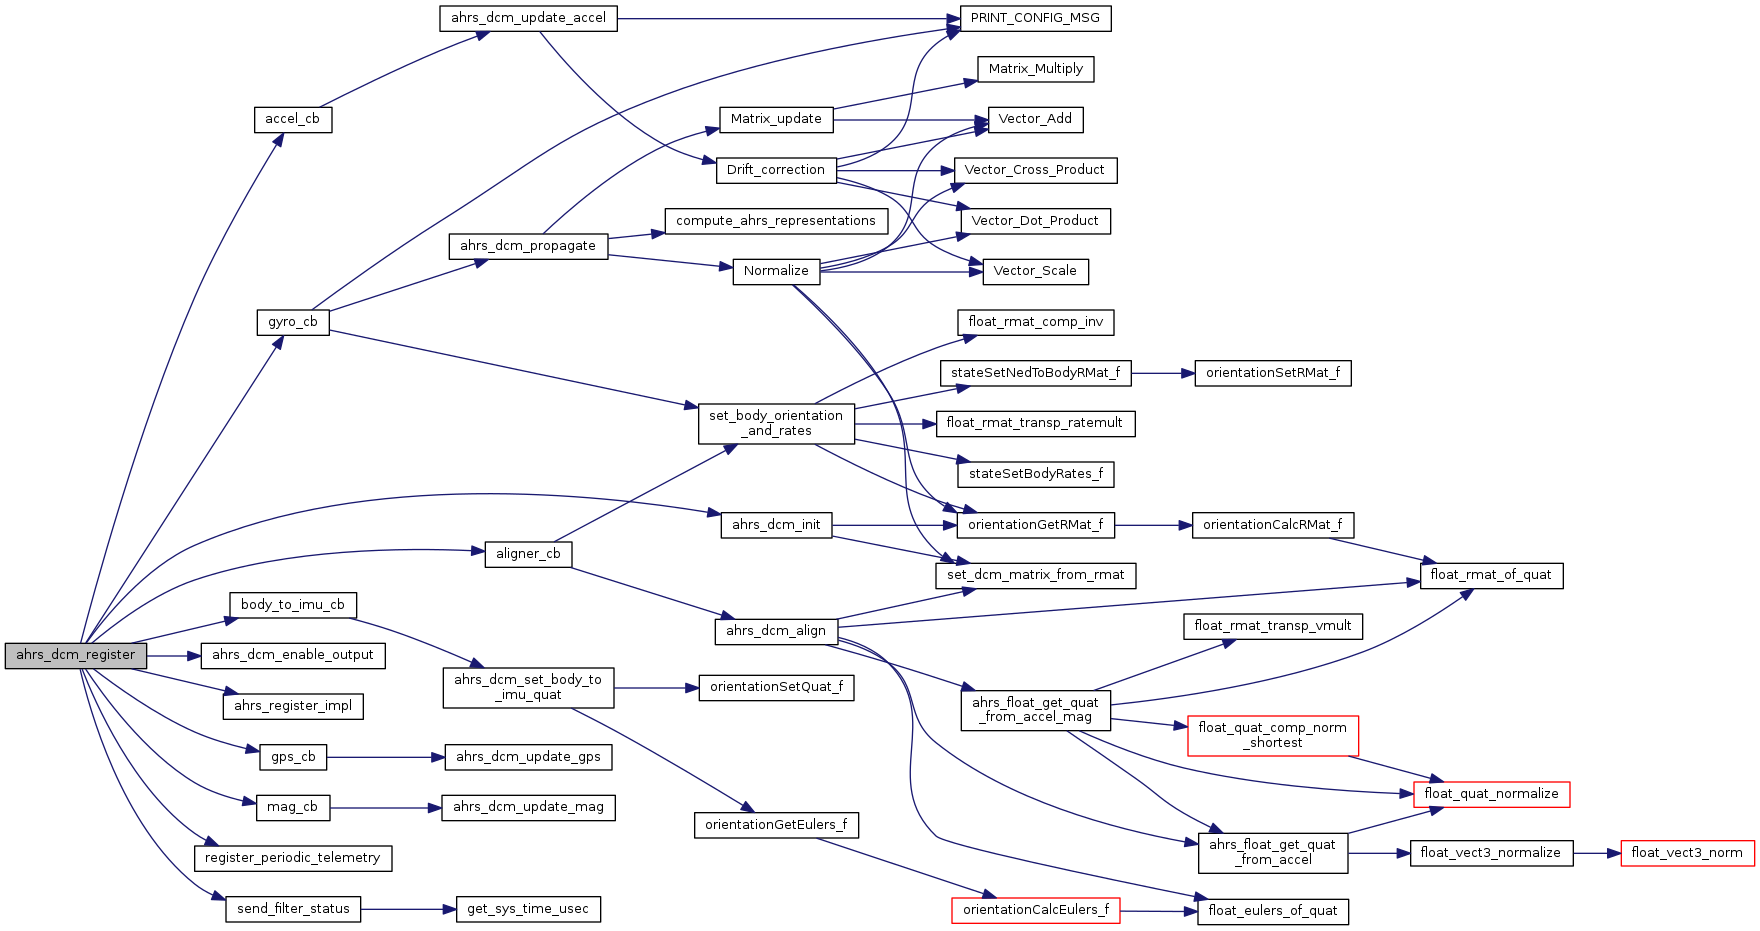 ahrs_dcm_update_accel
PRINT_CONFIG_MSG
Matrix_Multiply
accel_cb
Matrix_update
Vector_Add
Drift_correction
Vector_Cross_Product
compute_ahrs_representations
Vector_Dot_Product
ahrs_dcm_propagate
Normalize
Vector_Scale
gyro_cb
float_rmat_comp_inv
stateSetNedToBodyRMat_f
orientationSetRMat_f
set_body_orientation
_and_rates
float_rmat_transp_ratemult
stateSetBodyRates_f
ahrs_dcm_init
orientationGetRMat_f
orientationCalcRMat_f
aligner_cb
set_dcm_matrix_from_rmat
float_rmat_of_quat
body_to_imu_cb
ahrs_dcm_align
float_rmat_transp_vmult
ahrs_dcm_register
ahrs_dcm_enable_output
ahrs_dcm_set_body_to
_imu_quat
orientationSetQuat_f
ahrs_register_impl
ahrs_float_get_quat
_from_accel_mag
float_quat_comp_norm
_shortest
gps_cb
ahrs_dcm_update_gps
float_quat_normalize
mag_cb
ahrs_dcm_update_mag
orientationGetEulers_f
register_periodic_telemetry
ahrs_float_get_quat
_from_accel
float_vect3_normalize
float_vect3_norm
send_filter_status
get_sys_time_usec
orientationCalcEulers_f
float_eulers_of_quat